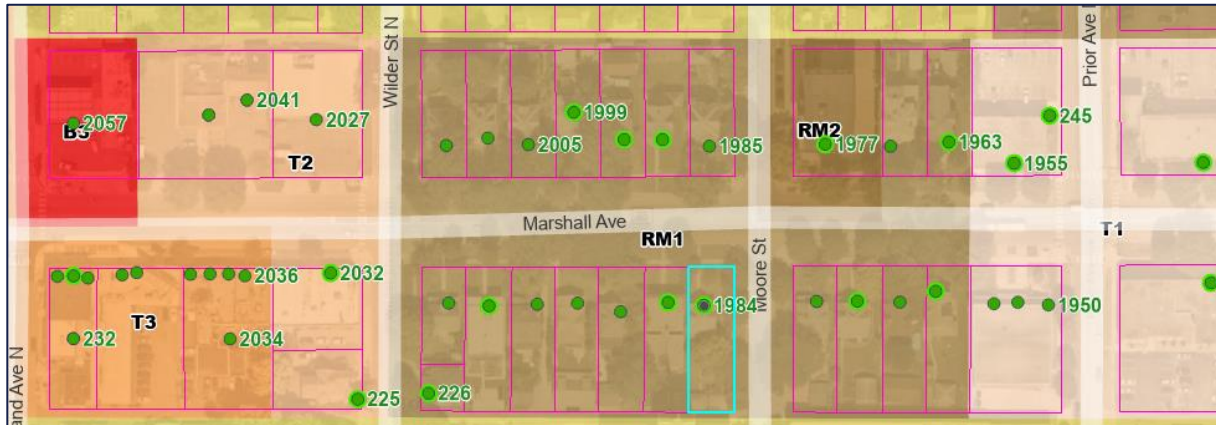 Wilder St N
Prior Ave
2041
2057
B3
2027
T2
1999
2005
1985
RM2
1977
1963
245
1955
Marshall Ave
RM1
Moore St
T1
2036
2032
1984
1950
T3
232
2034
225
226
and Ave N